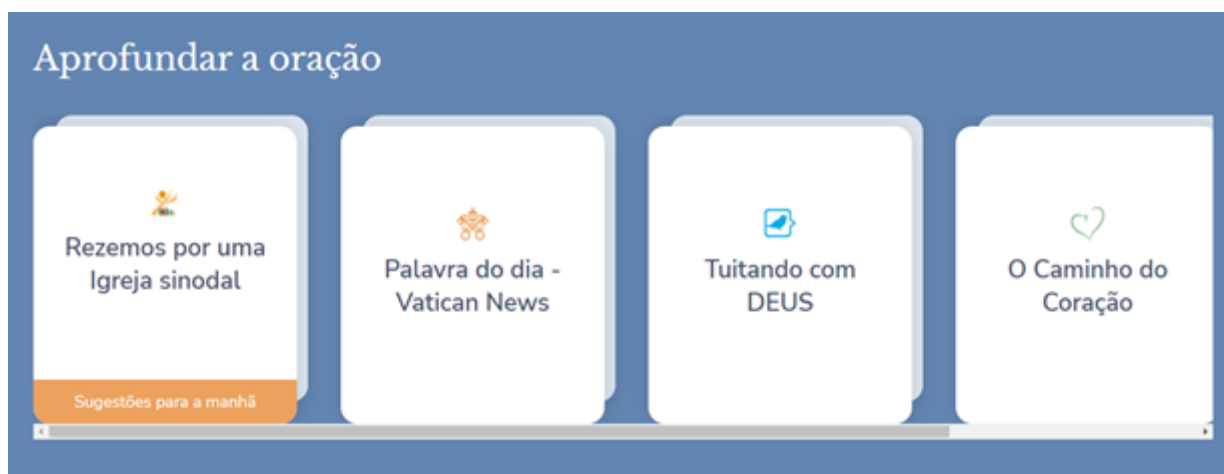 Aprofundar a oração
Rezemos por uma
Igreja sinodal
Sugestões para a manhã
Palavra do dia -
Vatican News
Tuitando com
DEUS
O Caminho do
Coração